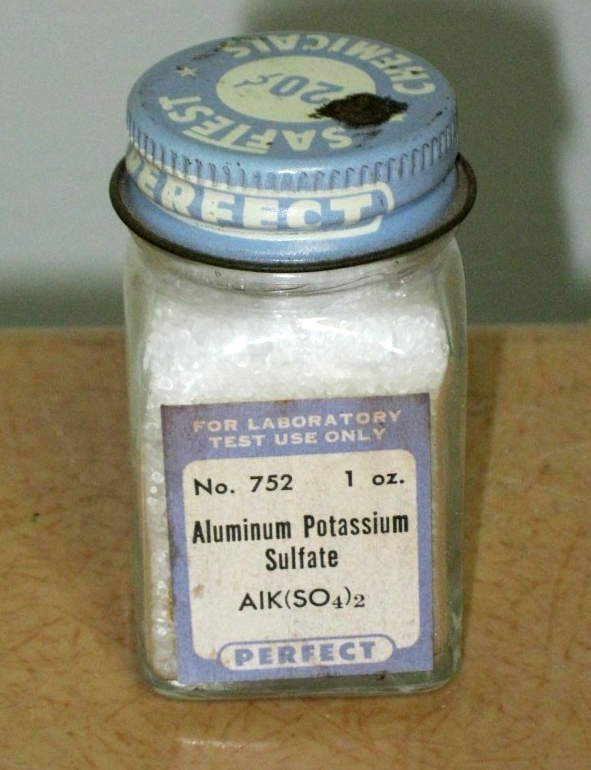 SAFTEST CHEMICALS
20¢
PERFECT
FOR LABORATORY
TEST USE ONLY
No. 752 1 oz.
Aluminum Potassium
Sulfate
AlK(SO4)2
PERFECT